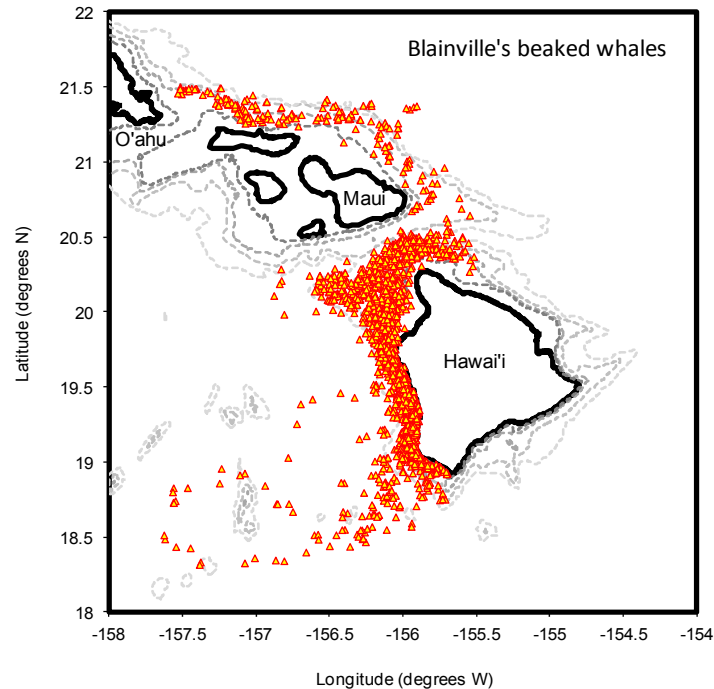 Blainville's beaked whales
O'ahu
Maui
Hawai'i
Latitude (degrees N)
22
21.5
21
20.5
20
19.5
19
18.5
18
-158 -157.5 -157 -156.5 -156 -155.5 -155 -154.5 -154
Longitude (degrees W)